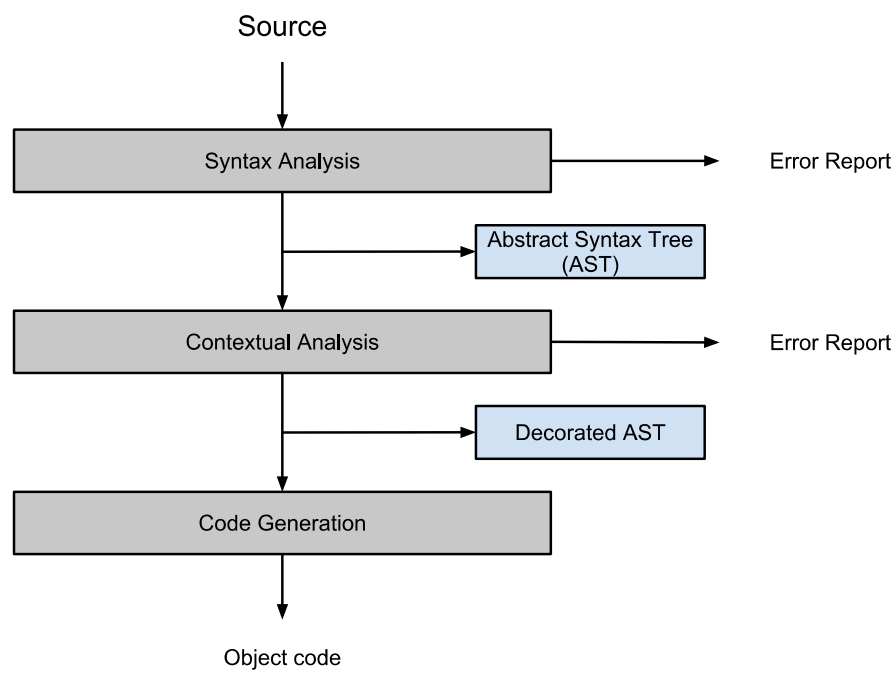 Source
Syntax Analysis
Error Report
Abstract Syntax Tree
(AST)
Contextual Analysis
Error Report
Decorated AST
Code Generation
Object code